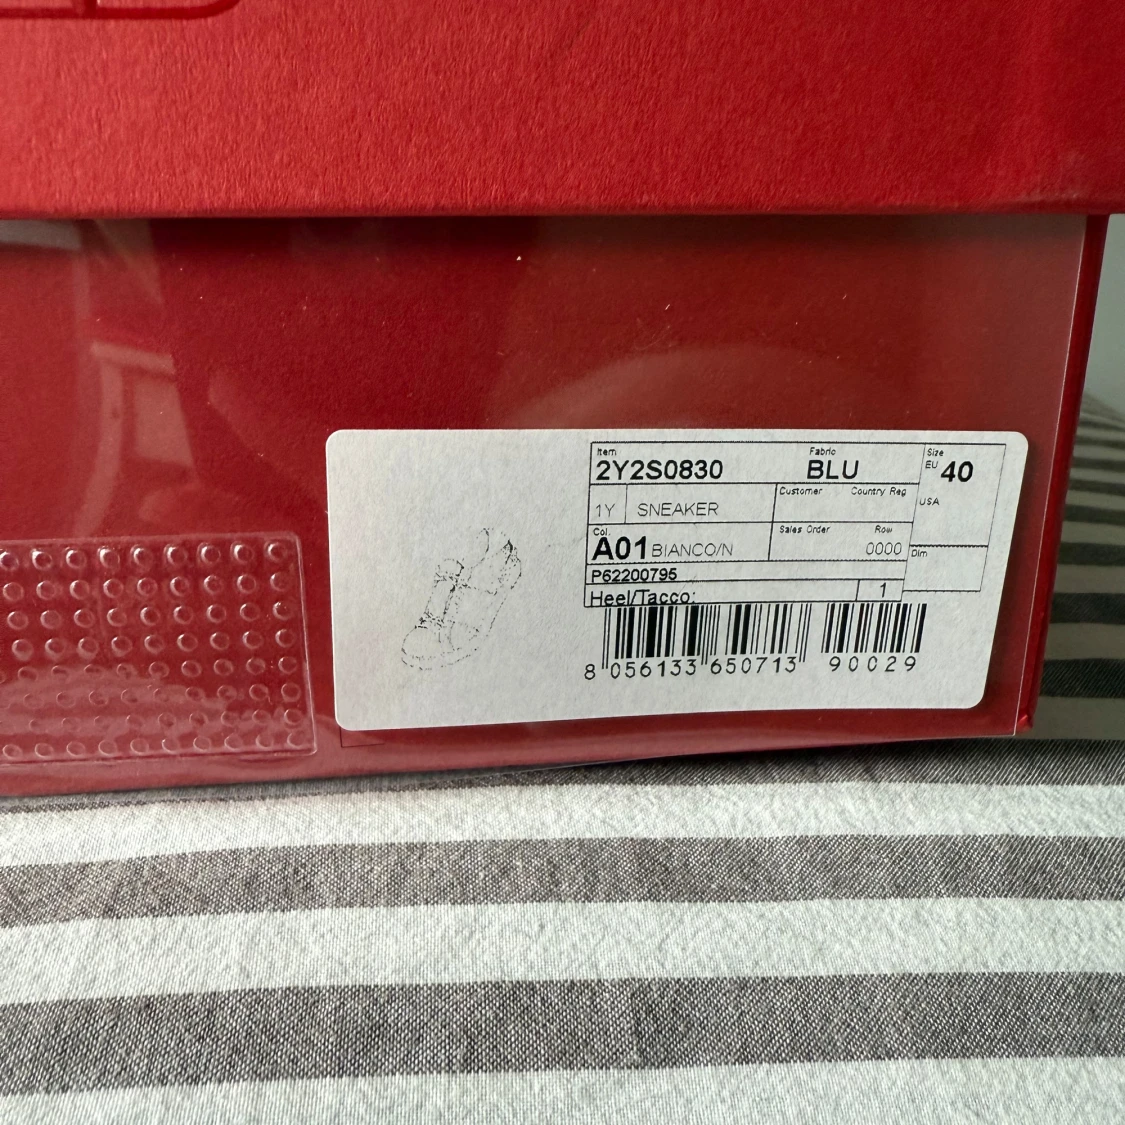 Item Fabric Size
2Y2S0830 BLU EU 40
Customer Country Reg
1Y SNEAKER USA
Col. Sales Order Row
A01 BIANCO/N 0000 Dim
P62200795
Heel/Tacco: 1
8 056133 650713 90029